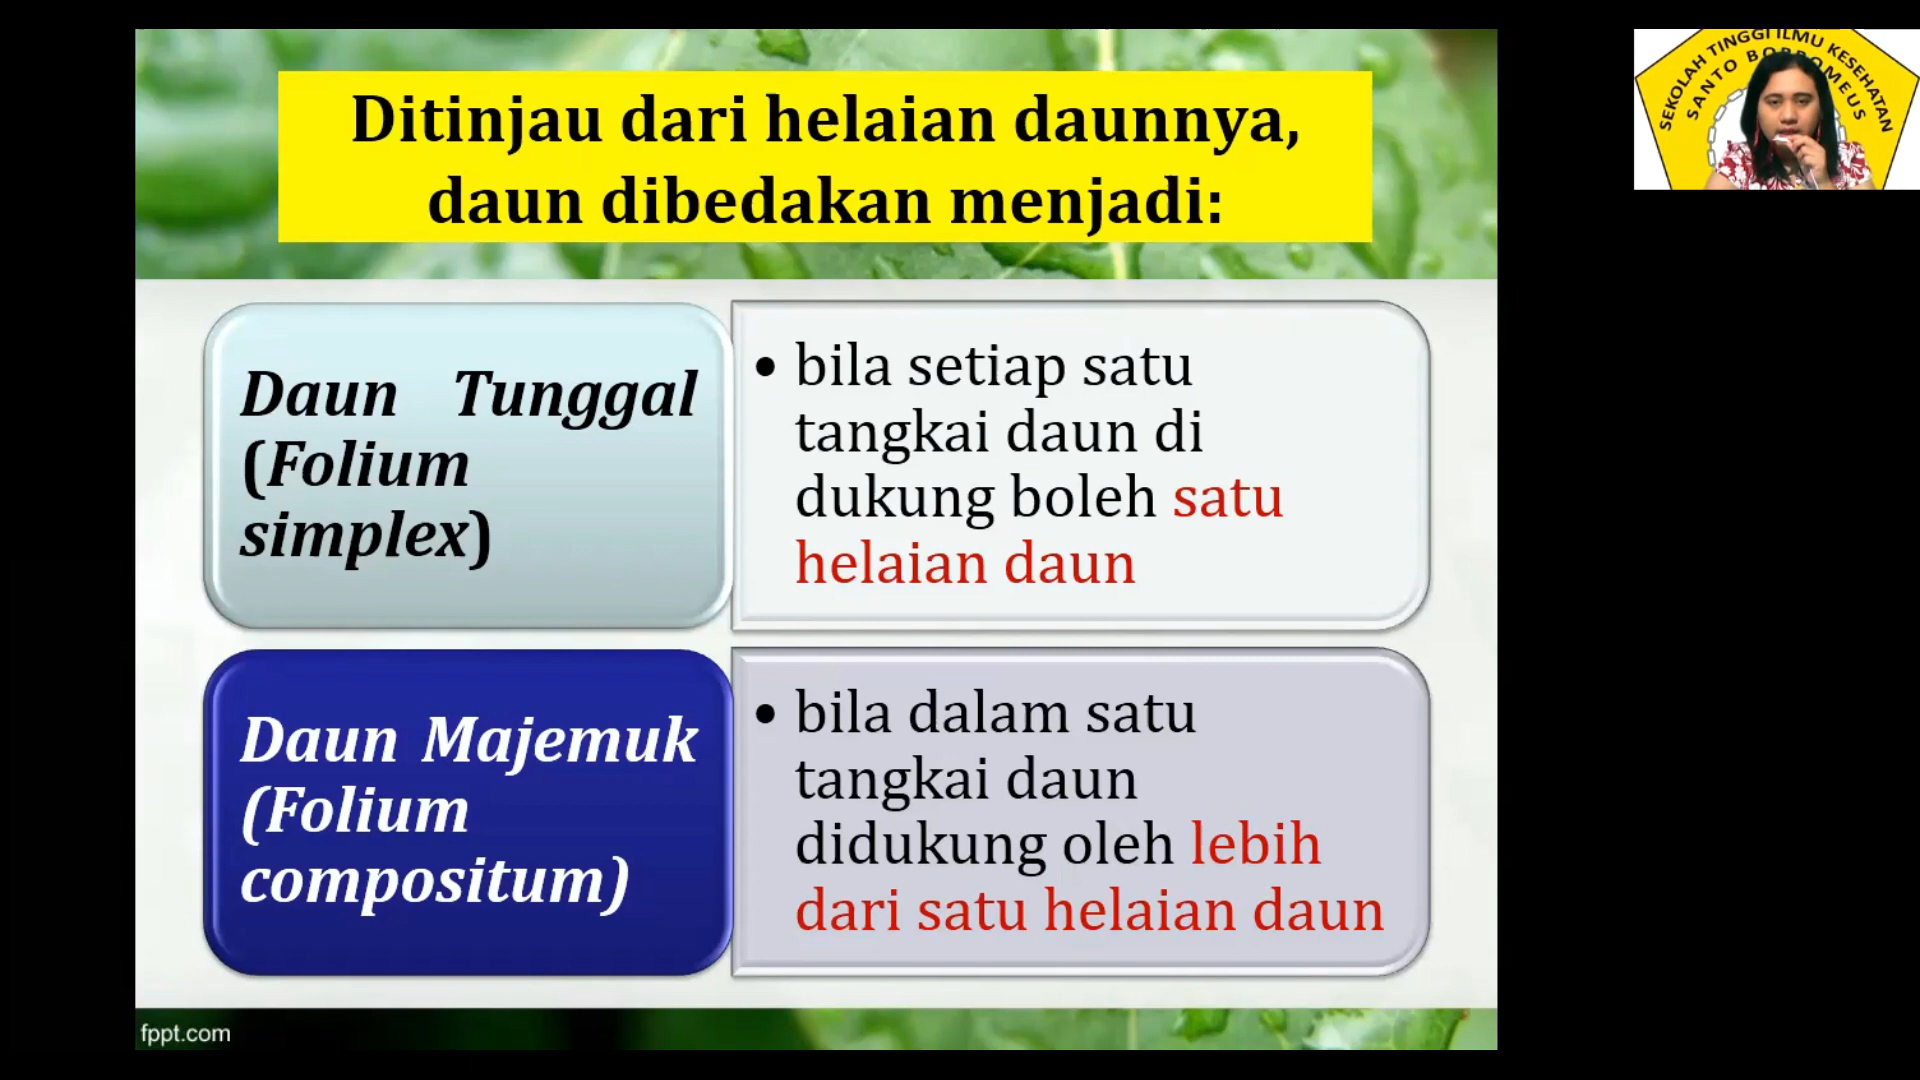 Ditinjau dari helaian daunnya,
daun dibedakan menjadi:
Daun Tunggal
(Folium
simplex)
• bila setiap satu
tangkai daun di
dukung boleh satu
helaian daun
Daun Majemuk
(Folium
compositum)
• bila dalam satu
tangkai daun
didukung oleh lebih
dari satu helaian daun
fppt.com
SEKOLAH TINGGI ILMU KESEHATAN
SANTO BORROMEUS